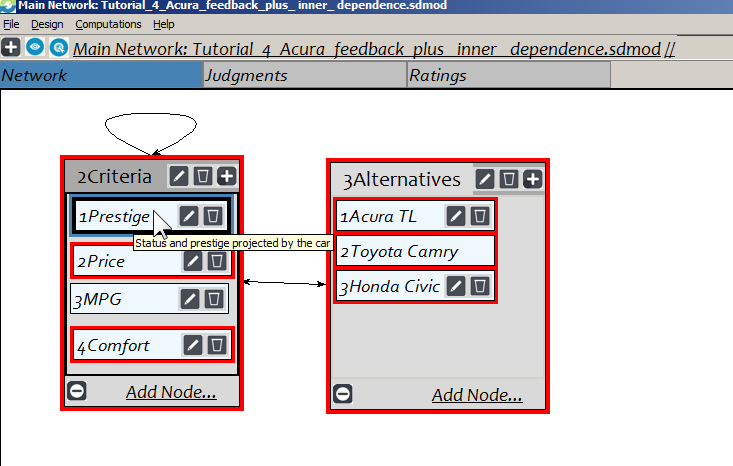 Main Network: Tutorial_4_Acura_feedback_plus_ inner_ dependence.sdmod
File Design Computations Help
Main Network: Tutorial_4_Acura_feedback_plus_ inner_ dependence.sdmod //
Network Judgments Ratings
2Criteria
1Prestige
Status and prestige projected by the car
2Price
3MPG
4Comfort
Add Node...
3Alternatives
1Acura TL
2Toyota Camry
3Honda Civic
Add Node...